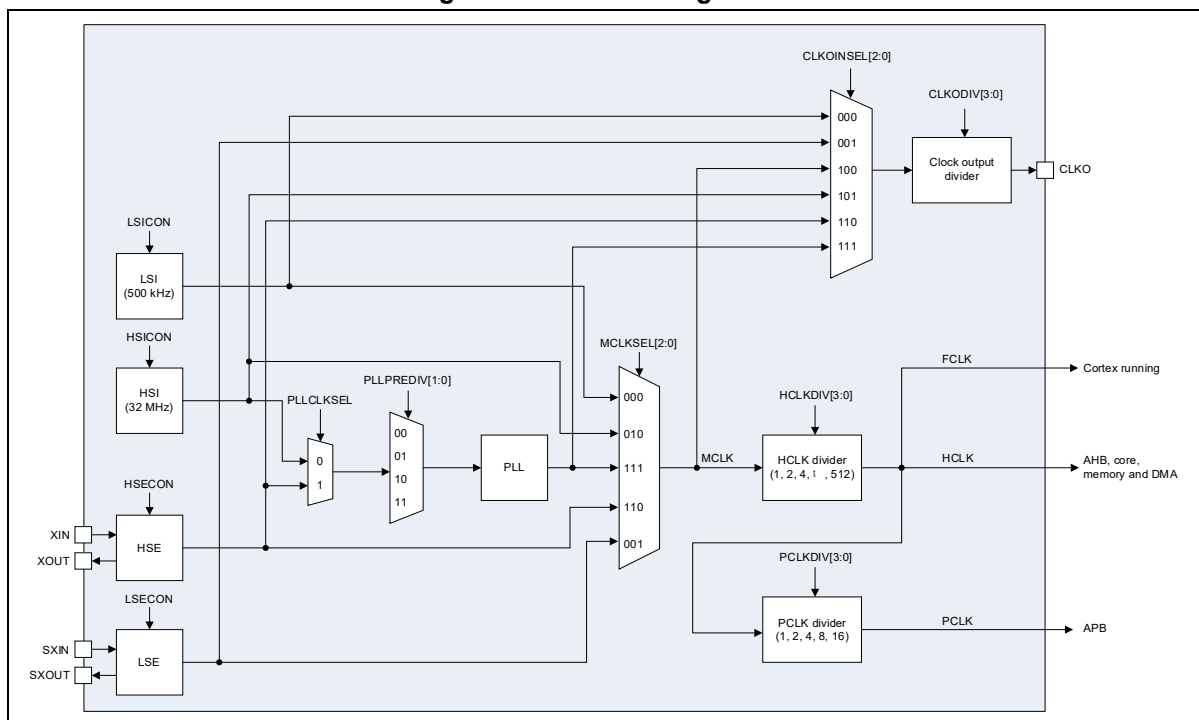 CLKOINSEL[2:0]
CLKODIV[3:0]
000
001
100
101
110
111
Clock output
divider
CLKO
LSICON
LSI
(500 kHz)
HSICON
HSI
(32 MHz)
PLLCLKSEL
0
1
PLLPREDIV[1:0]
00
01
10
11
PLL
MCLKSEL[2:0]
000
010
111
110
001
MCLK
HCLKDIV[3:0]
HCLK divider
(1, 2, 4, , 512)
FCLK
Cortex running
HCLK
AHB, core,
memory and DMA
HSECON
XIN
XOUT
HSE
LSECON
SXIN
SXOUT
LSE
PCLKDIV[3:0]
PCLK divider
(1, 2, 4, 8, 16)
PCLK
APB